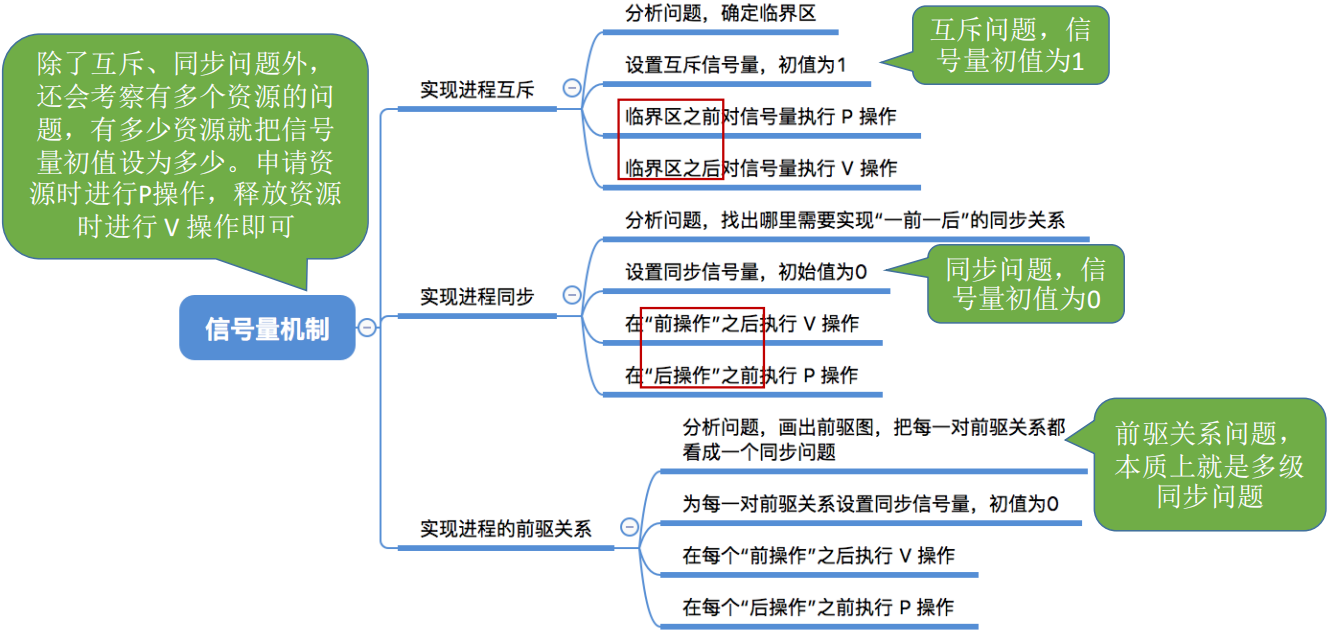 除了互斥、同步问题外，
还会考察有多个资源的问
题，有多少资源就把信号
量初值设为多少。申请资
源时进行P操作，释放资源
时进行 V 操作即可
信号量机制
实现进程互斥
分析问题，确定临界区
设置互斥信号量，初值为1
互斥问题，信
号量初值为1
临界区之前对信号量执行 P 操作
临界区之后对信号量执行 V 操作
实现进程同步
分析问题，找出哪里需要实现“一前一后”的同步关系
设置同步信号量，初始值为0
同步问题，信
号量初值为0
在“前操作”之后执行 V 操作
在“后操作”之前执行 P 操作
实现进程的前驱关系
分析问题，画出前驱图，把每一对前驱关系都
看成一个同步问题
前驱关系问题，
本质上就是多级
同步问题
为每一对前驱关系设置同步信号量，初值为0
在每个“前操作”之后执行 V 操作
在每个“后操作”之前执行 P 操作